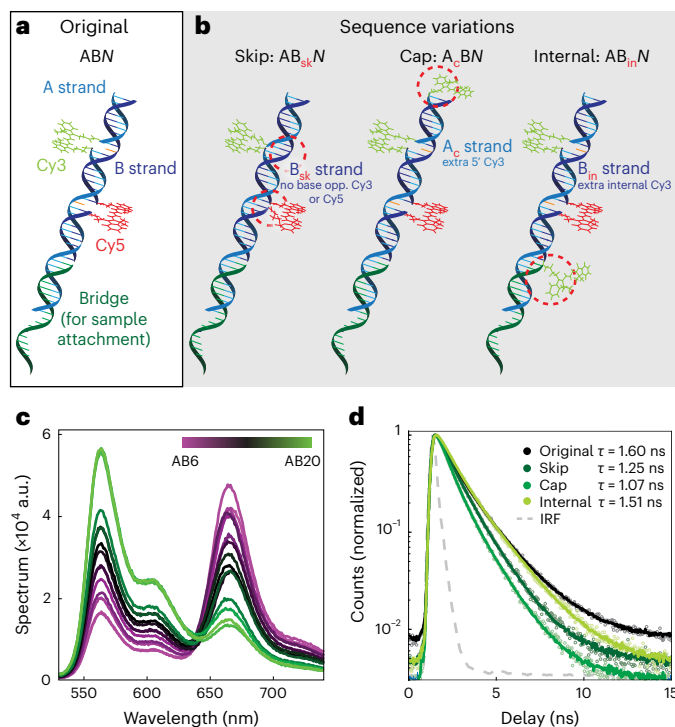 a
Original
ABN
A strand
Cy3
B strand
Cy5
Bridge
(for sample
attachment)
b
Sequence variations
Skip: ABskN
Cap: AcBN
Internal: ABinN
Bsk strand
no base opp. Cy3
or Cy5
Ac strand
extra 5′ Cy3
Bin strand
extra internal Cy3
c
Spectrum (×10⁻⁴ a.u.)
6
4
2
0
AB6
AB20
550
600
650
700
Wavelength (nm)
d
Counts (normalized)
1
10⁻¹
10⁻²
Original τ = 1.60 ns
Skip τ = 1.25 ns
Cap τ = 1.07 ns
Internal τ = 1.51 ns
IRF
0
5
10
15
Delay (ns)